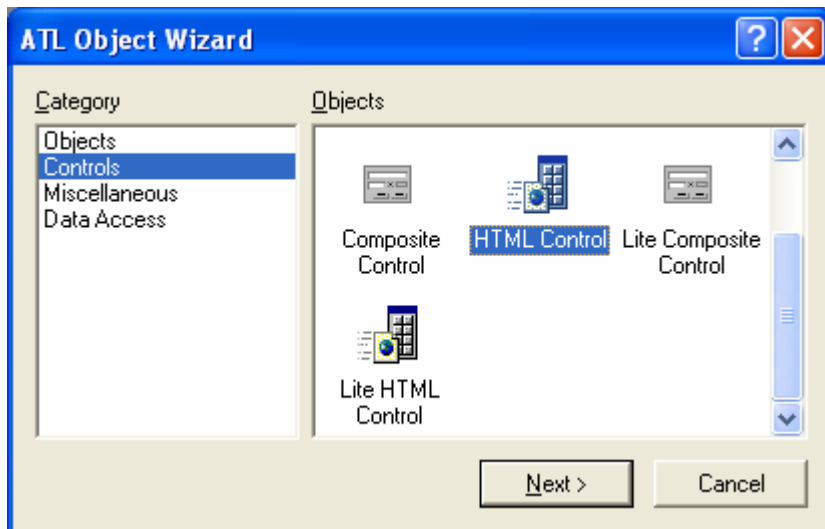 ATL Object Wizard
Category
Objects
Objects
Controls
Miscellaneous
Data Access
Composite
Control
HTML Control
Lite Composite
Control
Lite HTML
Control
Next >
Cancel